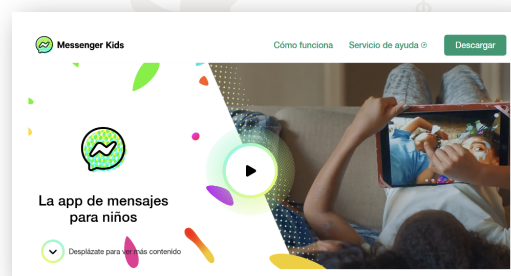 Messenger Kids
Cómo funciona
Servicio de ayuda
Descargar
La app de mensajes
para niños
Desplázate para ver más contenido